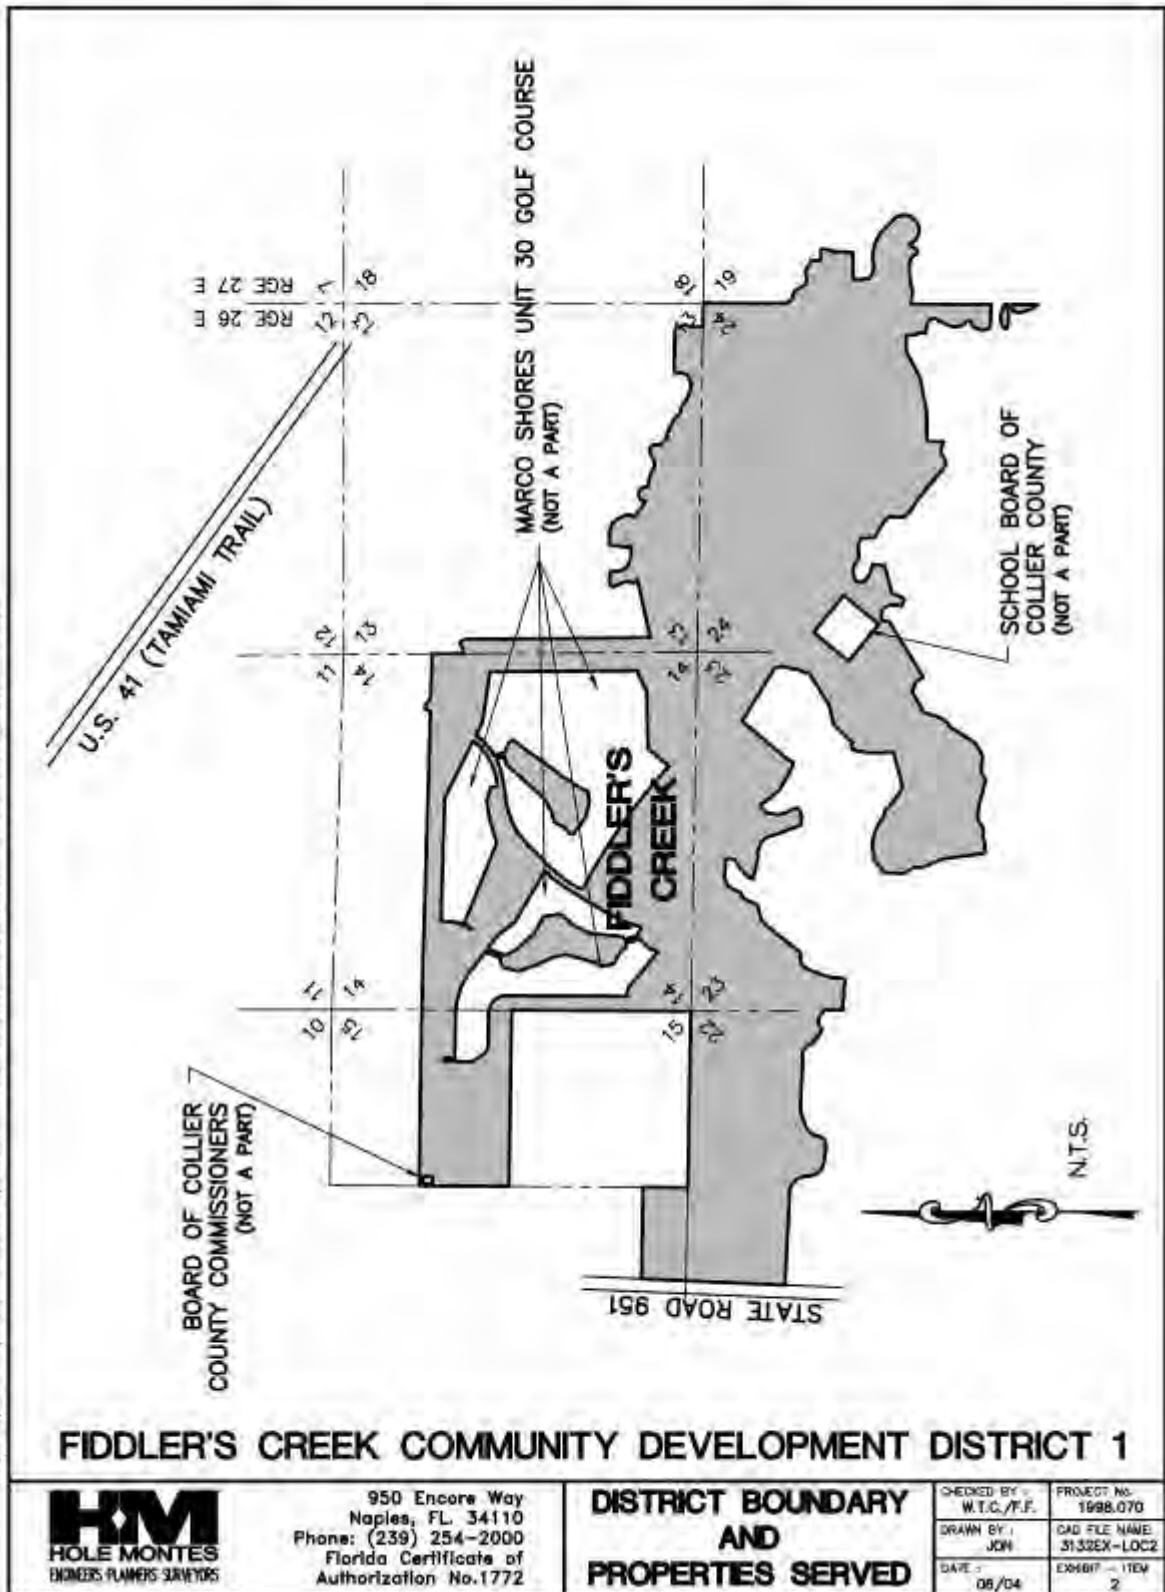 MARCO SHORES UNIT 30 GOLF COURSE
(NOT A PART)
RGE 27 E
RGE 26 E
7
18
12
13
18
19
24
U.S. 41 (TAMIAMI TRAIL)
SCHOOL BOARD OF
COLLIER COUNTY
(NOT A PART)
11
12
14
13
14
13
23
24
FIDDLER'S
CREEK
10
11
15
14
15
14
22
23
BOARD OF COLLIER
COUNTY COMMISSIONERS
(NOT A PART)
N.T.S.
STATE ROAD 951
FIDDLER'S CREEK COMMUNITY DEVELOPMENT DISTRICT 1
HM
HOLE MONTES
ENGINEERS PLANNERS SURVEYORS
950 Encore Way
Naples, FL. 34110
Phone: (239) 254-2000
Florida Certificate of
Authorization No.1772
DISTRICT BOUNDARY
AND
PROPERTIES SERVED
CHECKED BY :
W.T.C./F.F.
PROJECT No.
1998.070
DRAWN BY :
JON
CAD FILE NAME:
3132EX-LOC2
DATE :
06/04
EXHIBIT - ITEM
2